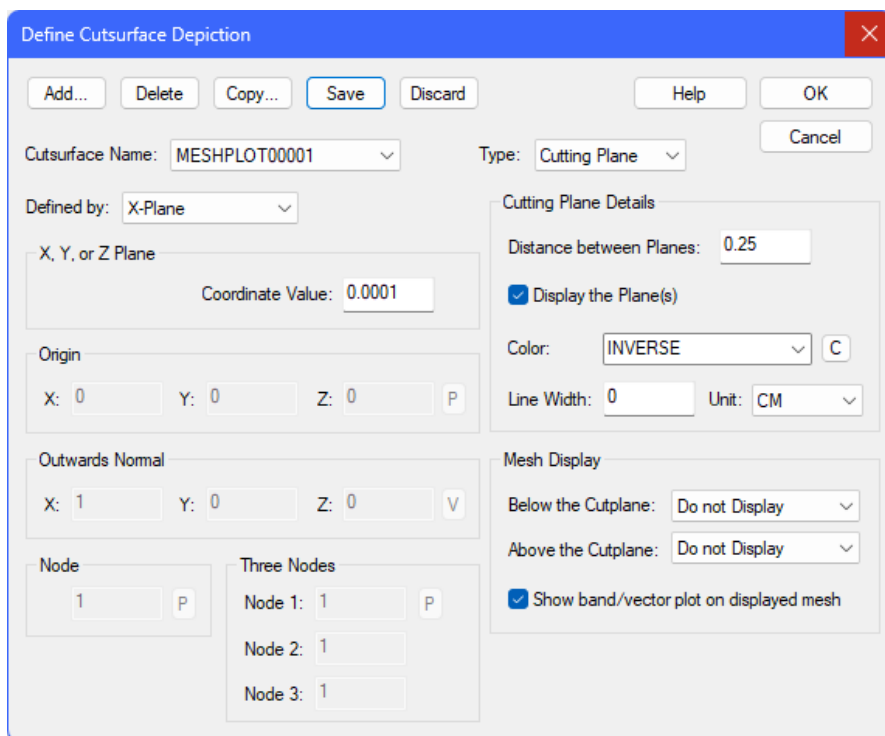 Define Cutsurface Depiction
Add... Delete Copy... Save Discard Help OK
Cancel
Cutsurface Name: MESHPLOT00001 Type: Cutting Plane
Defined by: X-Plane
X, Y, or Z Plane
Coordinate Value: 0.0001
Origin
X: 0 Y: 0 Z: 0 P
Outwards Normal
X: 1 Y: 0 Z: 0 V
Node
1 P
Three Nodes
Node 1: 1 P
Node 2: 1
Node 3: 1
Cutting Plane Details
Distance between Planes: 0.25
Display the Plane(s)
Color: INVERSE C
Line Width: 0 Unit: CM
Mesh Display
Below the Cutplane: Do not Display
Above the Cutplane: Do not Display
Show band/vector plot on displayed mesh